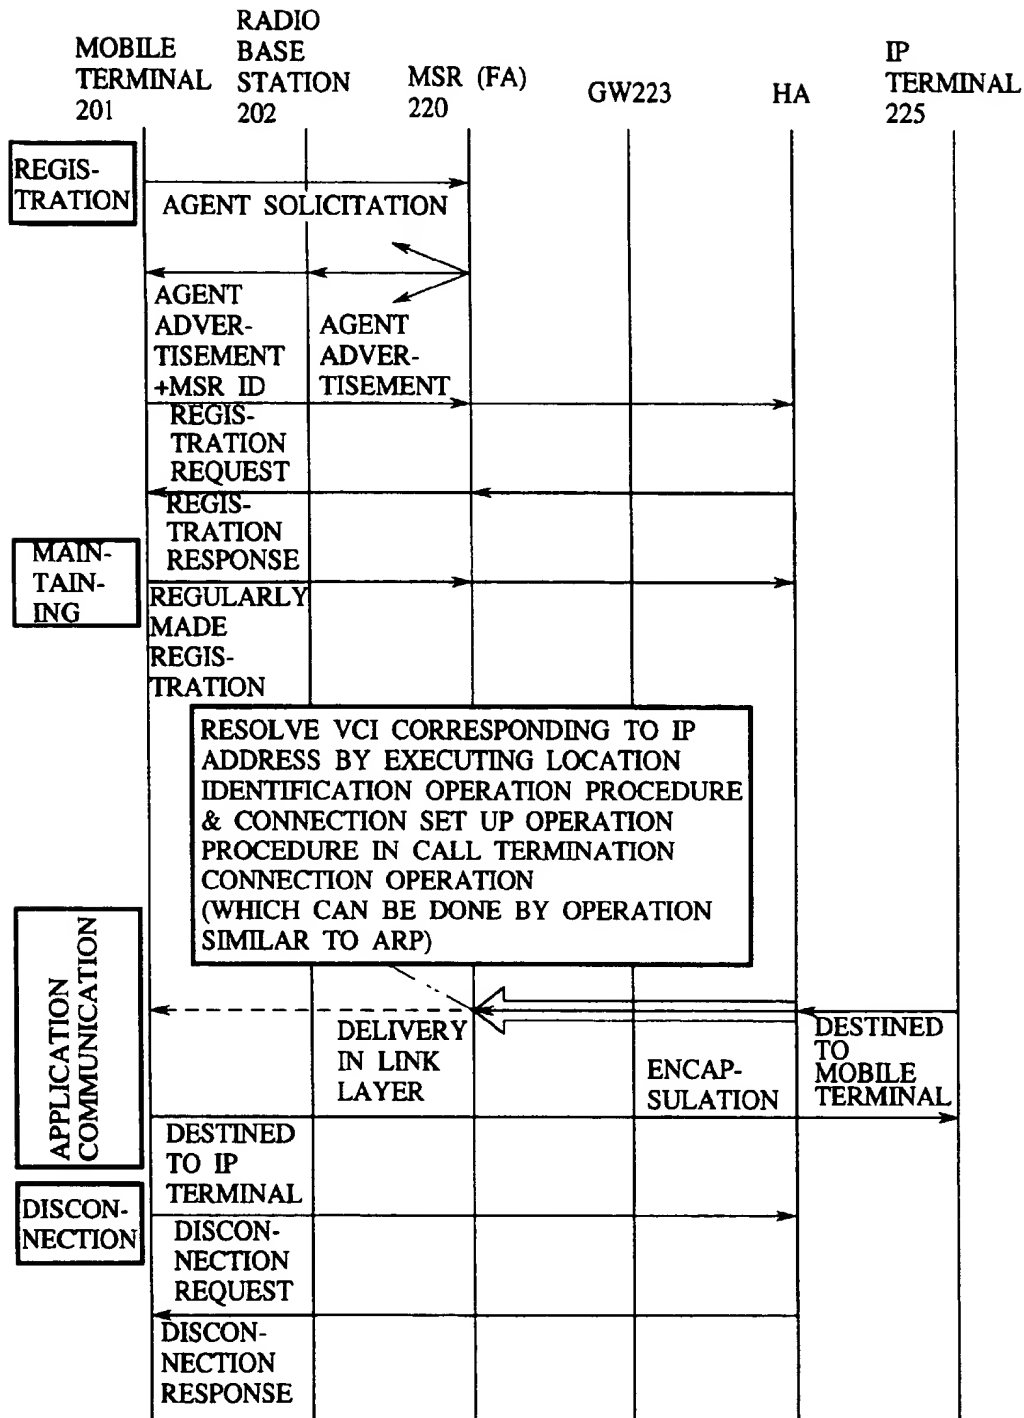 MOBILE
TERMINAL
201
RADIO
BASE
STATION
202
MSR (FA)
220
GW223
HA
IP
TERMINAL
225
REGIS-
TRATION
AGENT SOLICITATION
AGENT
ADVER-
TISEMENT
+MSR ID
AGENT
ADVER-
TISEMENT
REGIS-
TRATION
REQUEST
REGIS-
TRATION
RESPONSE
MAIN-
TAIN-
ING
REGULARLY
MADE
REGIS-
TRATION
RESOLVE VCI CORRESPONDING TO IP
ADDRESS BY EXECUTING LOCATION
IDENTIFICATION OPERATION PROCEDURE
& CONNECTION SET UP OPERATION
PROCEDURE IN CALL TERMINATION
CONNECTION OPERATION
(WHICH CAN BE DONE BY OPERATION
SIMILAR TO ARP)
APPLICATION
COMMUNICATION
DELIVERY
IN LINK
LAYER
ENCAP-
SULATION
DESTINED
TO
MOBILE
TERMINAL
DESTINED
TO IP
TERMINAL
DISCON-
NECTION
DISCON-
NECTION
REQUEST
DISCON-
NECTION
RESPONSE